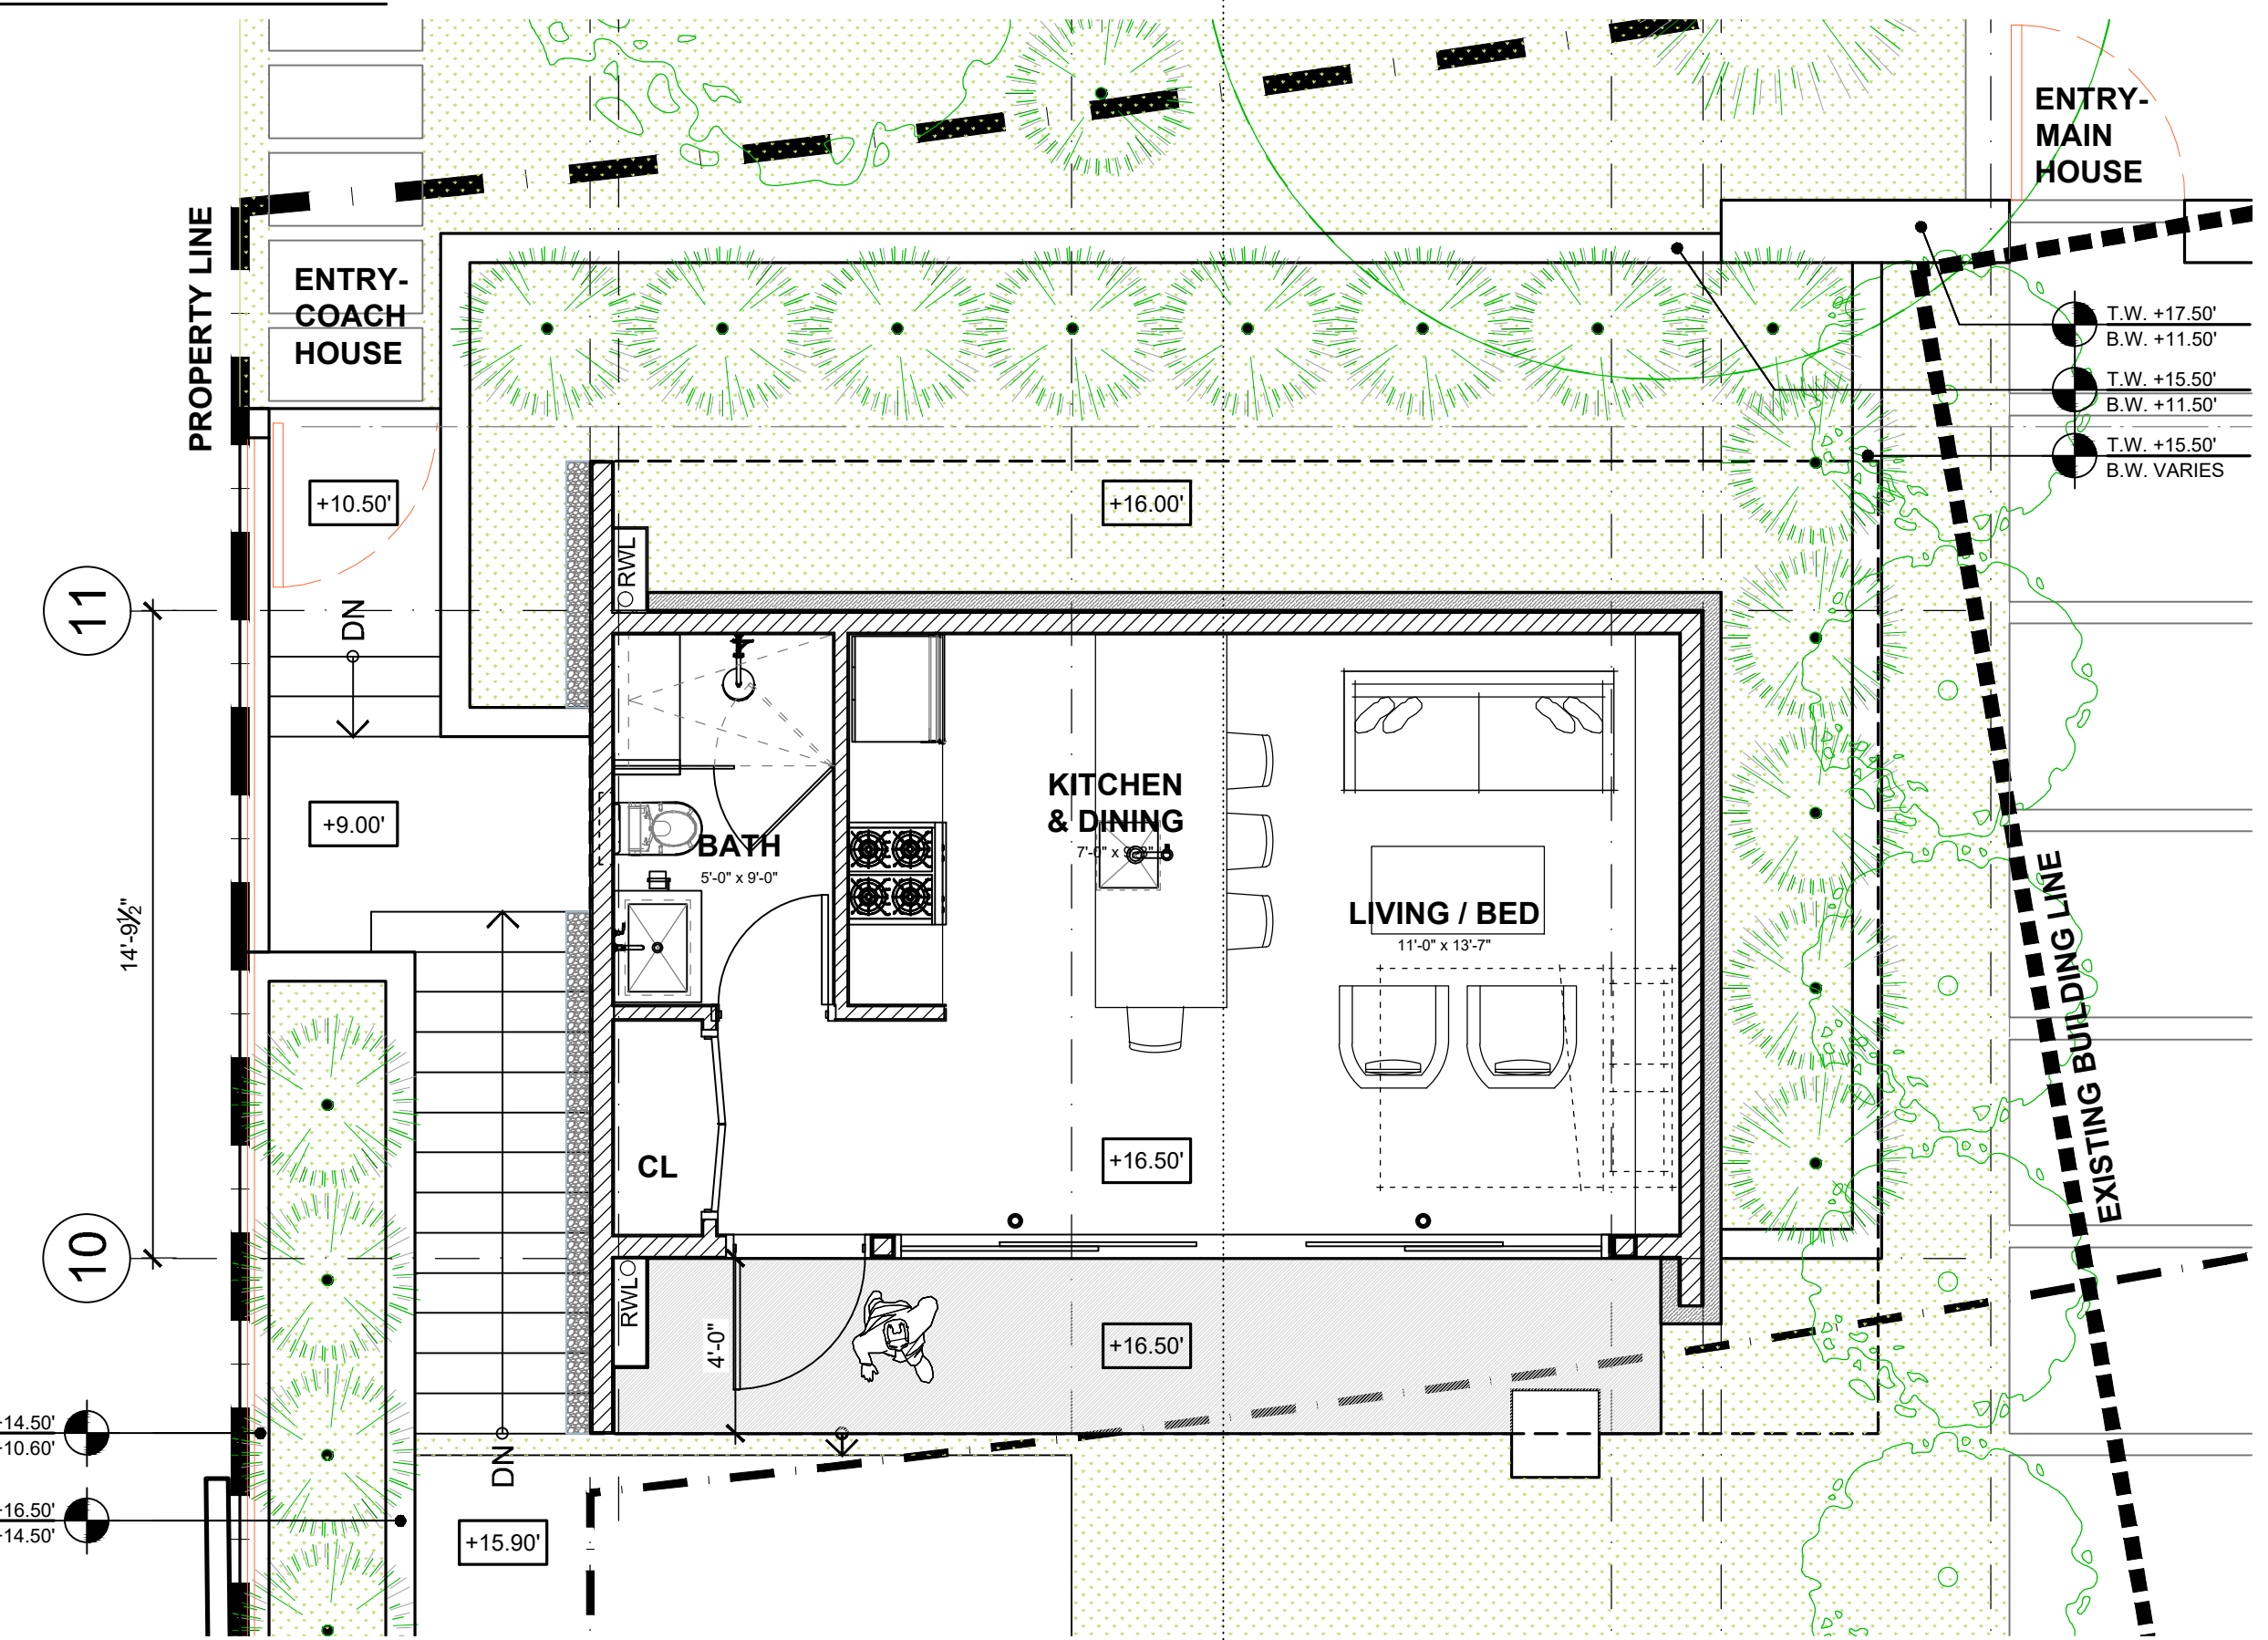 ENTRY-
MAIN
HOUSE
PROPERTY LINE
ENTRY-
COACH
HOUSE
T.W. +17.50'
B.W. +11.50'
T.W. +15.50'
B.W. +11.50'
T.W. +15.50'
B.W. VARIES
+10.50'
+16.00'
RWL
11
DN
KITCHEN
& DINING
+9.00'
BATH
5'-0" x 9'-0"
14'-9½"
LIVING / BED
11'-0" x 13'-7"
EXISTING BUILDING LINE
CL
+16.50'
10
RWL
4'-0"
+16.50'
14.50'
10.60'
DN
16.50'
14.50'
+15.90'